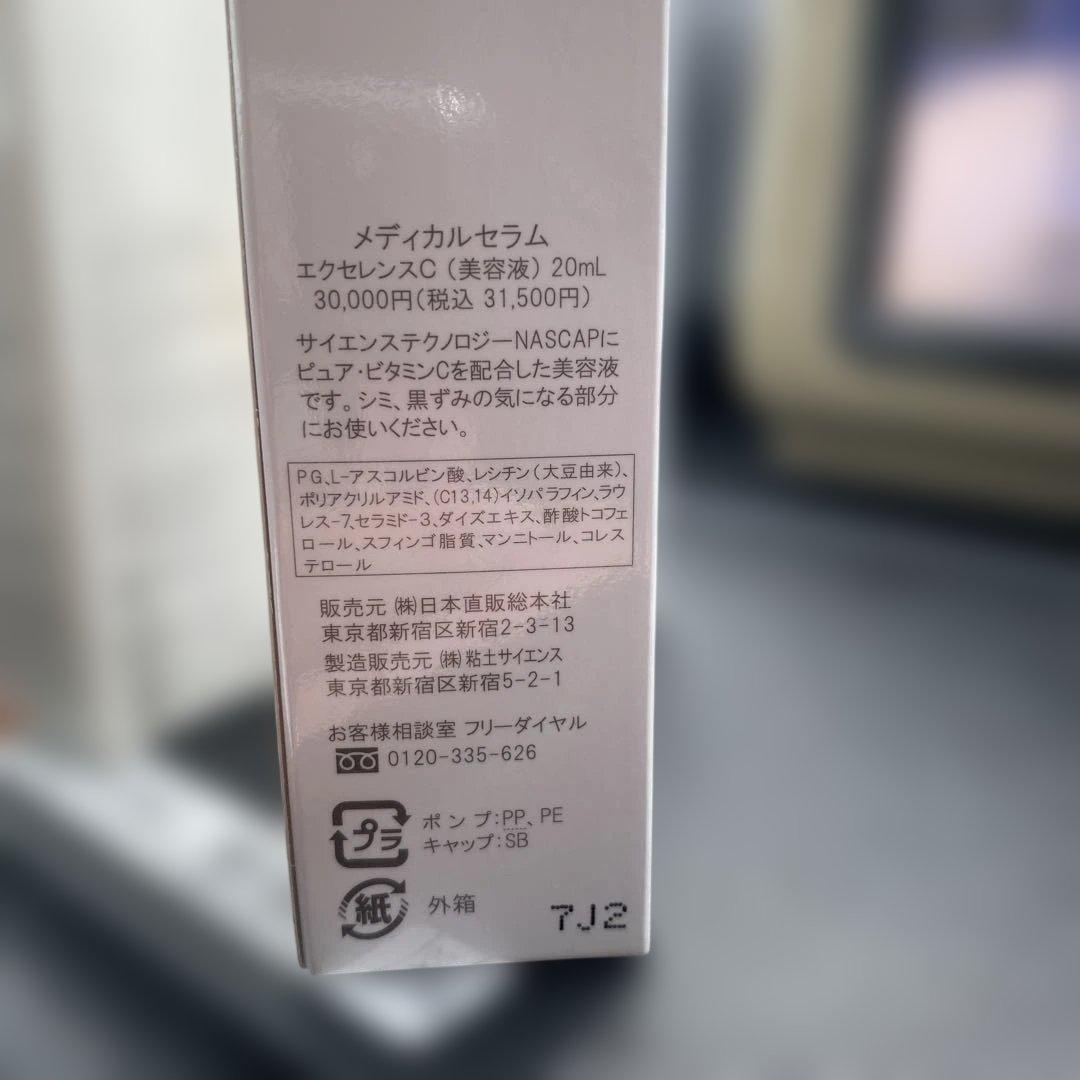 メディカルセラム
エクセレンスC（美容液）20mL
30,000円（税込 31,500円）
サイエンステクノロジーNASCAPに
ピュア・ビタミンCを配合した美容液
です。シミ、黒ずみの気になる部分
にお使いください。
PG、L-アスコルビン酸、レシチン（大豆由来）、
ポリアクリルアミド、(C13,14)イソパラフィン、ラウ
レス-7、セラミド-3、ダイズエキス、酢酸トコフェ
ロール、スフィンゴ脂質、マンニトール、コレス
テロール
販売元 ㈱日本直販総本社
東京都新宿区新宿2-3-13
製造販売元 ㈱粘土サイエンス
東京都新宿区新宿5-2-1
お客様相談室 フリーダイヤル
0120-335-626
プラ ポンプ:PP、PE
キャップ:SB
紙 外箱
7J2